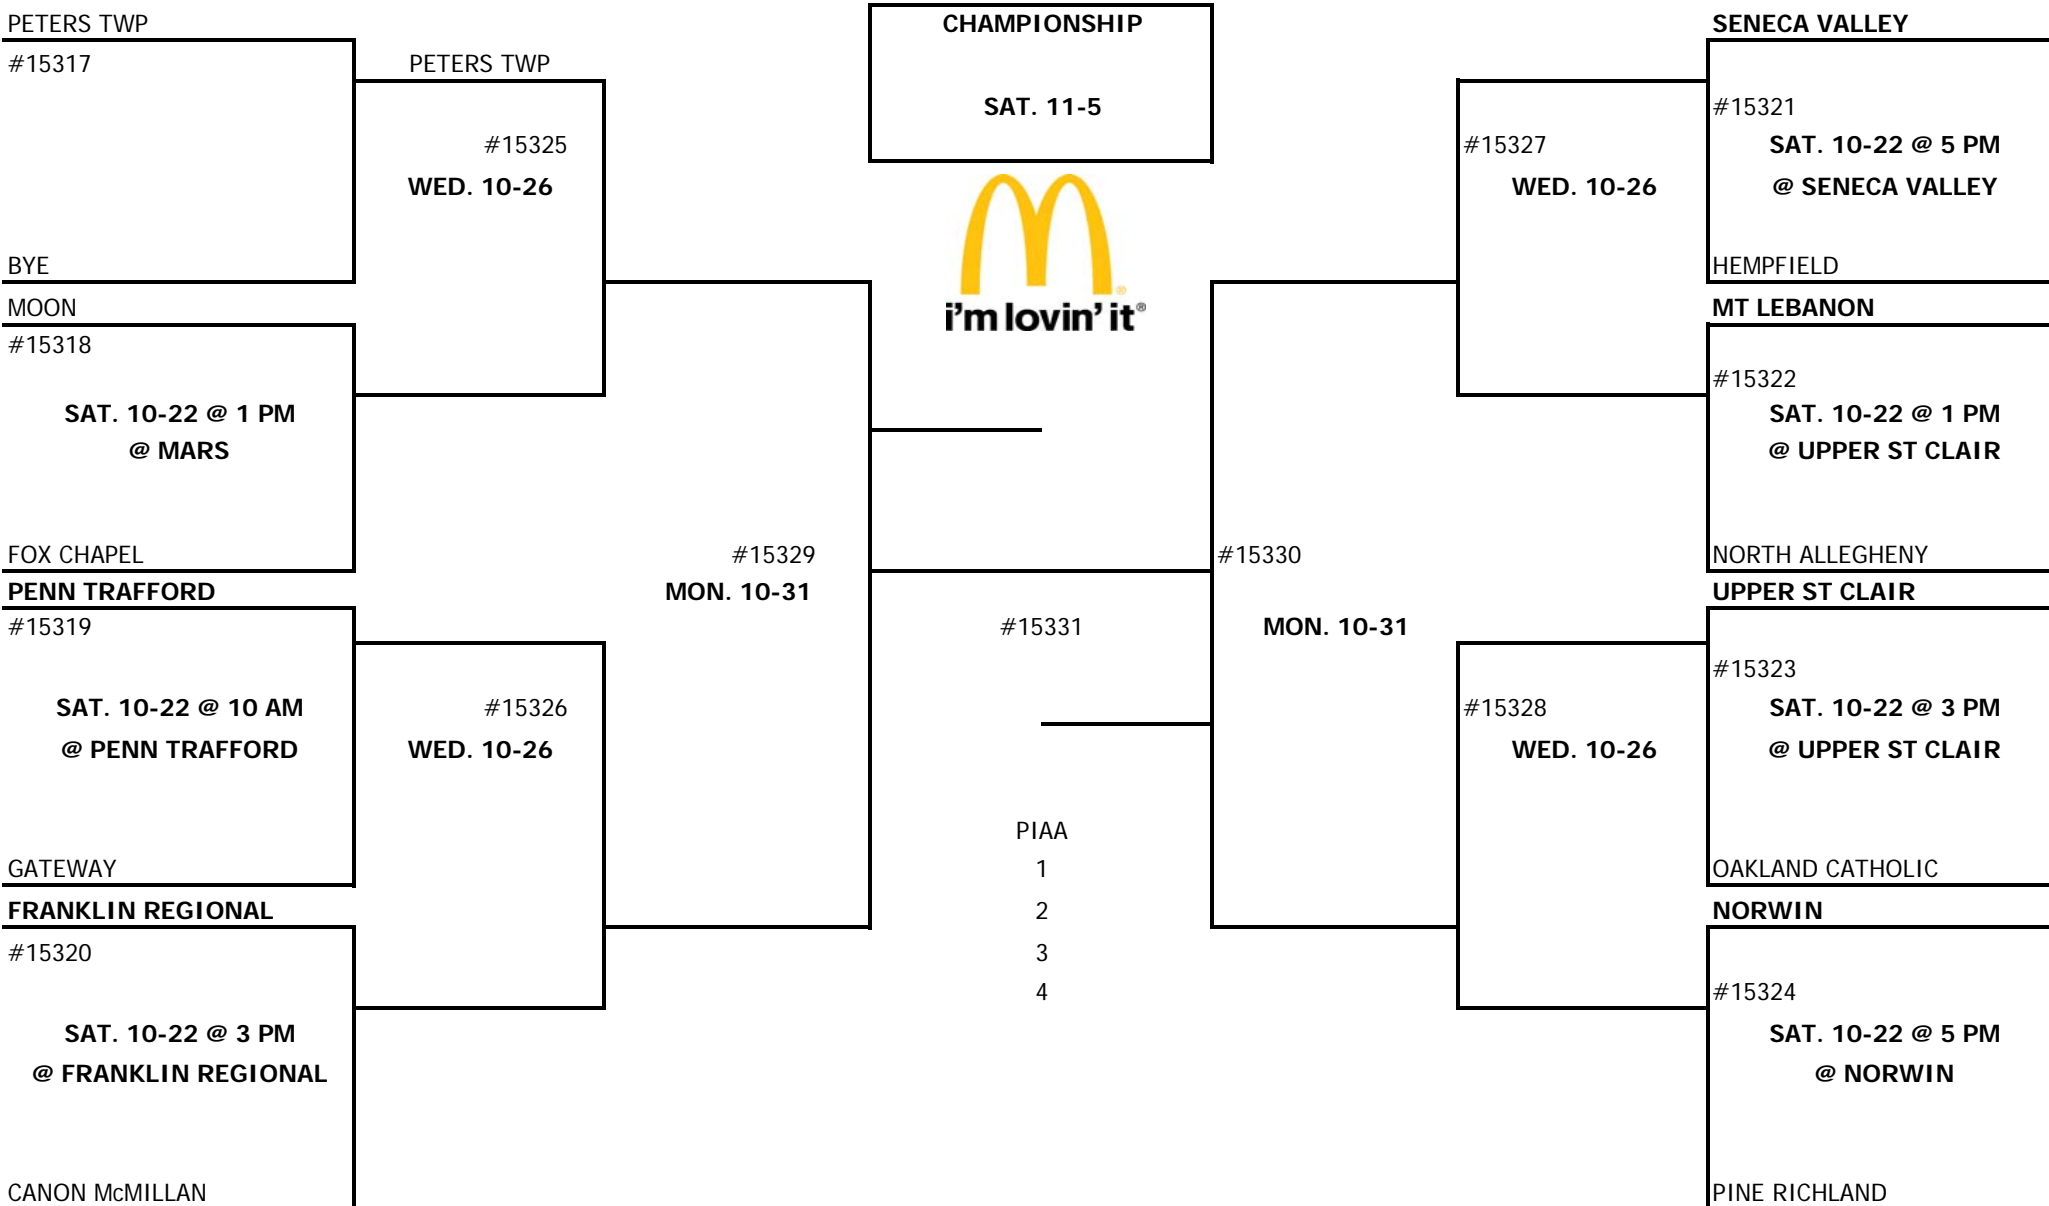 PETERS TWP
#15317
BYE
MOON
#15318
SAT. 10-22 @ 1 PM
@ MARS
FOX CHAPEL
PENN TRAFFORD
#15319
SAT. 10-22 @ 10 AM
@ PENN TRAFFORD
GATEWAY
FRANKLIN REGIONAL
#15320
SAT. 10-22 @ 3 PM
@ FRANKLIN REGIONAL
CANON McMILLAN
PETERS TWP
#15325
WED. 10-26
#15326
WED. 10-26
#15329
MON. 10-31
CHAMPIONSHIP
SAT. 11-5
i'm lovin' it®
#15331
PIAA
1
2
3
4
#15330
MON. 10-31
#15327
WED. 10-26
#15328
WED. 10-26
SENECA VALLEY
#15321
SAT. 10-22 @ 5 PM
@ SENECA VALLEY
HEMPFIELD
MT LEBANON
#15322
SAT. 10-22 @ 1 PM
@ UPPER ST CLAIR
NORTH ALLEGHENY
UPPER ST CLAIR
#15323
SAT. 10-22 @ 3 PM
@ UPPER ST CLAIR
OAKLAND CATHOLIC
NORWIN
#15324
SAT. 10-22 @ 5 PM
@ NORWIN
PINE RICHLAND